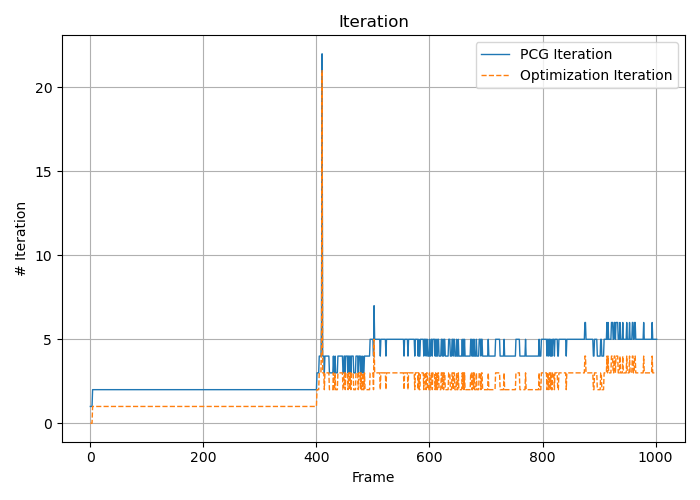 Iteration
PCG Iteration
Optimization Iteration
# Iteration
20
15
10
5
0
0 200 400 600 800 1000
Frame